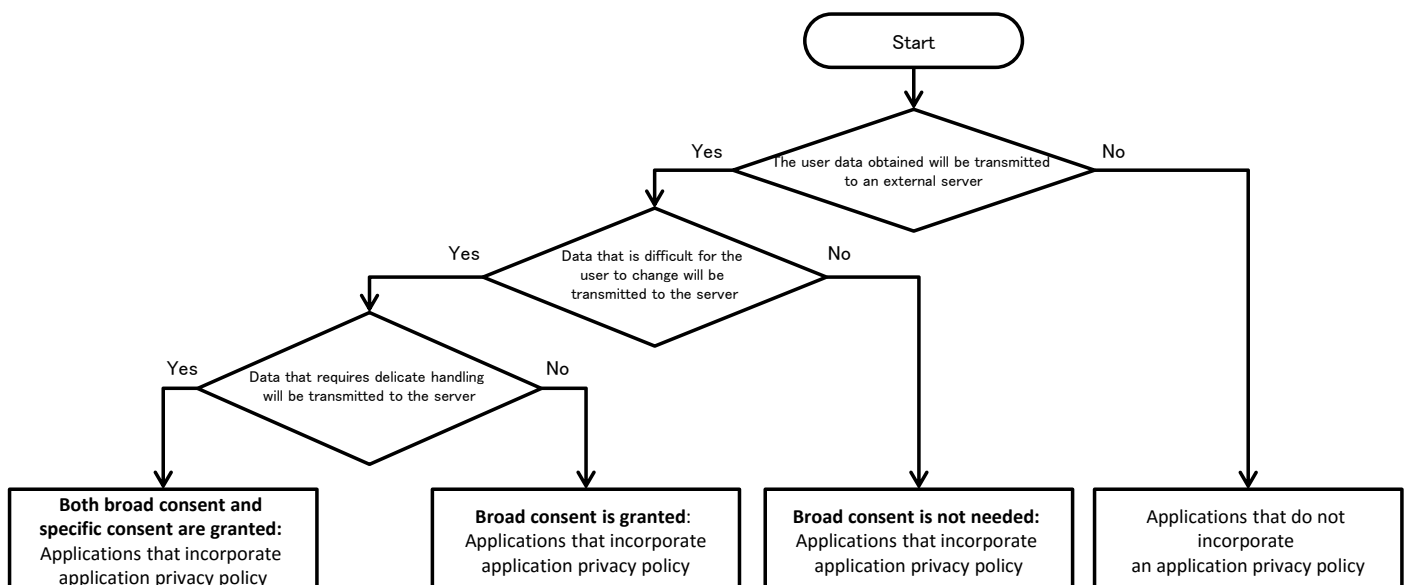 Start
Yes
The user data obtained will be transmitted
to an external server
No
Yes
Data that is difficult for the
user to change will be
transmitted to the server
No
Yes
Data that requires delicate handling
will be transmitted to the server
No
Both broad consent and
specific consent are granted:
Applications that incorporate
application privacy policy
Broad consent is granted:
Applications that incorporate
application privacy policy
Broad consent is not needed:
Applications that incorporate
application privacy policy
Applications that do not
incorporate
an application privacy policy